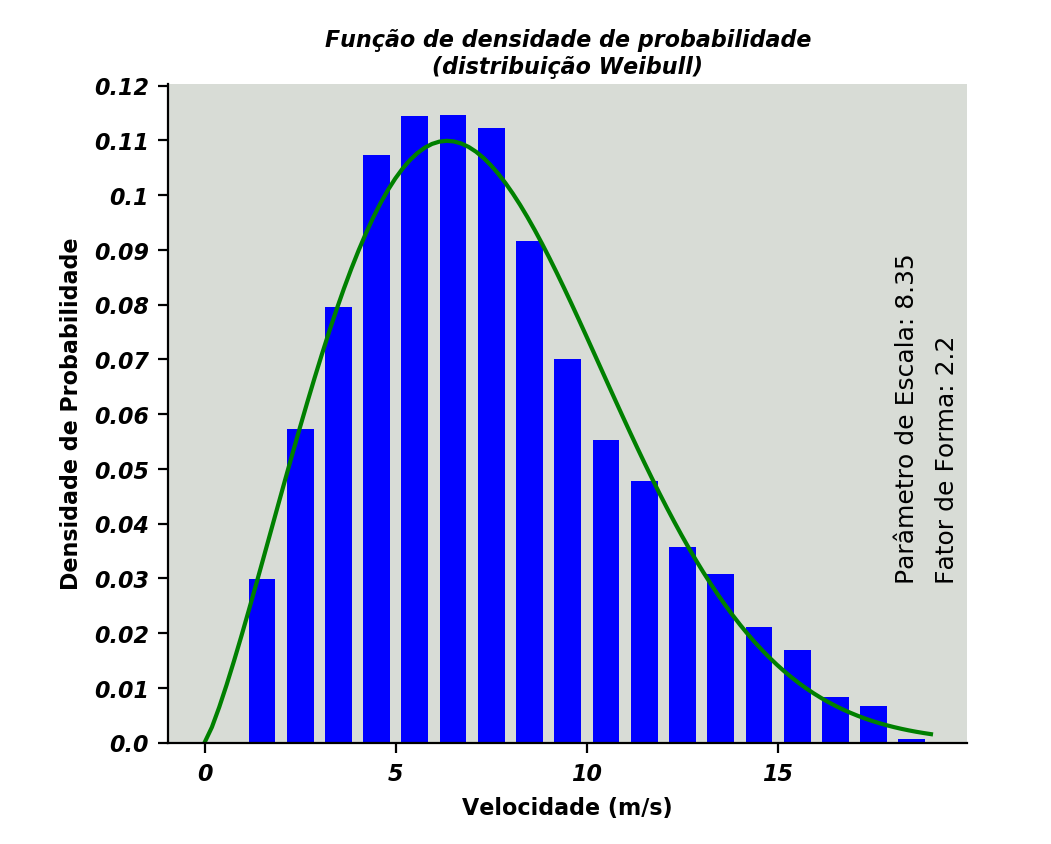 Função de densidade de probabilidade
(distribuição Weibull)
Densidade de Probabilidade
0.12
0.11
0.1
0.09
0.08
0.07
0.06
0.05
0.04
0.03
0.02
0.01
0.0
Parâmetro de Escala: 8.35
Fator de Forma: 2.2
0 5 10 15
Velocidade (m/s)